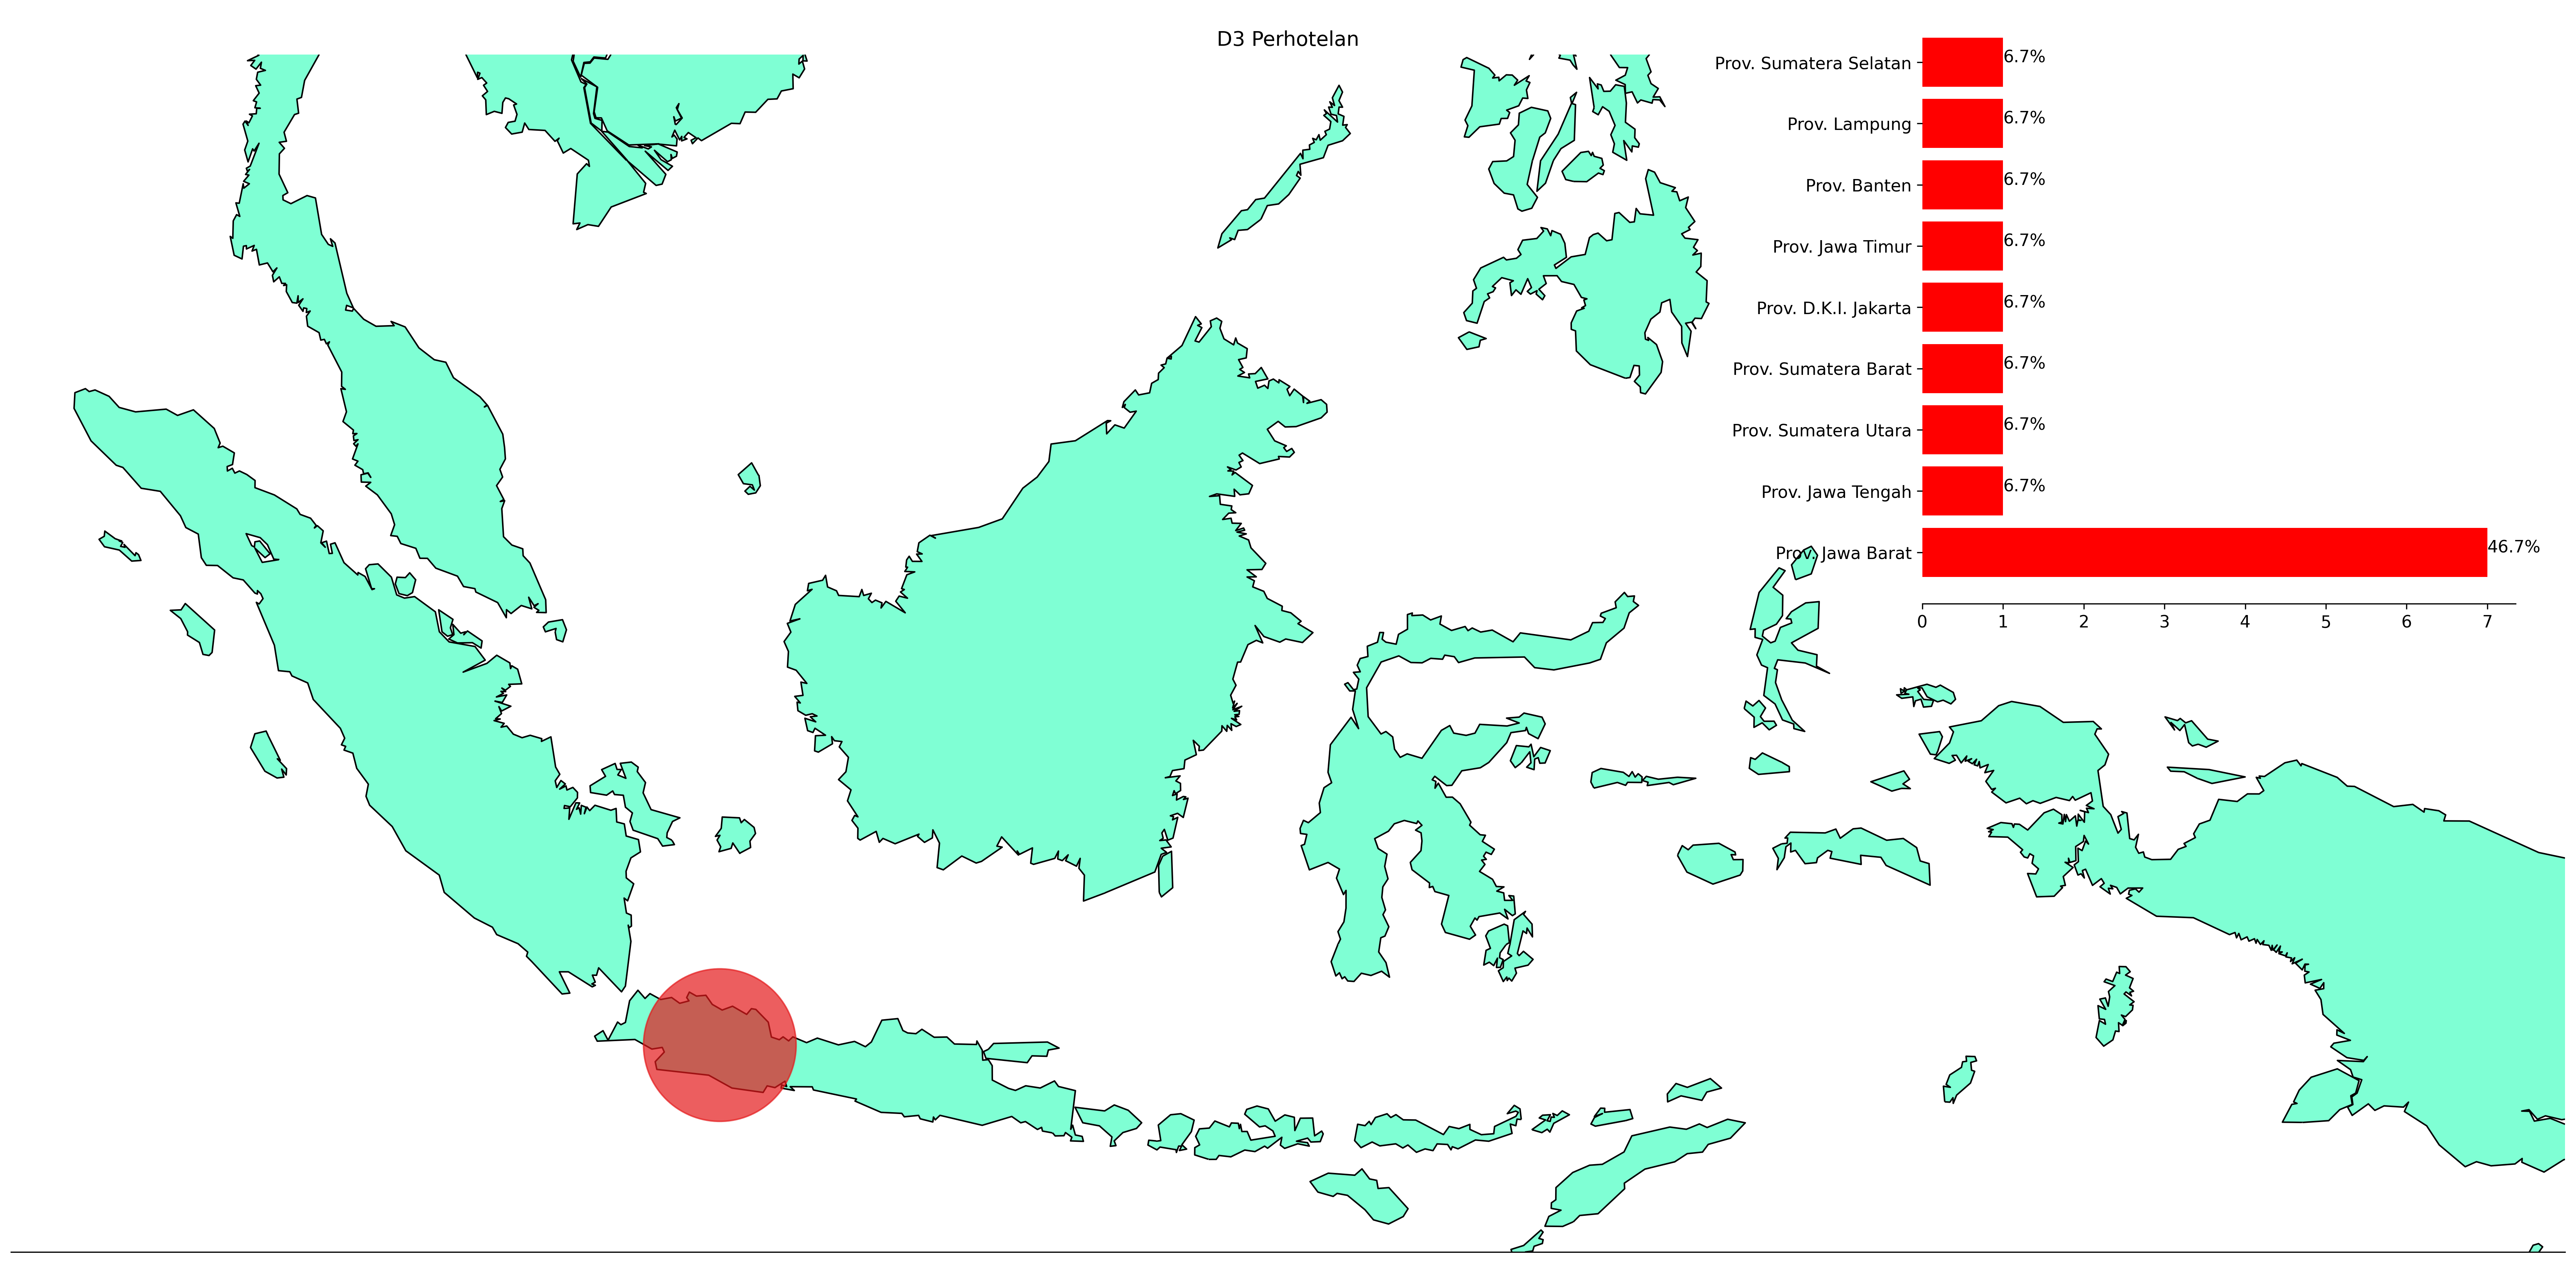 D3 Perhotelan
Prov. Sumatera Selatan 6.7%
Prov. Lampung 6.7%
Prov. Banten 6.7%
Prov. Jawa Timur 6.7%
Prov. D.K.I. Jakarta 6.7%
Prov. Sumatera Barat 6.7%
Prov. Sumatera Utara 6.7%
Prov. Jawa Tengah 6.7%
Prov. Jawa Barat 46.7%
0 1 2 3 4 5 6 7